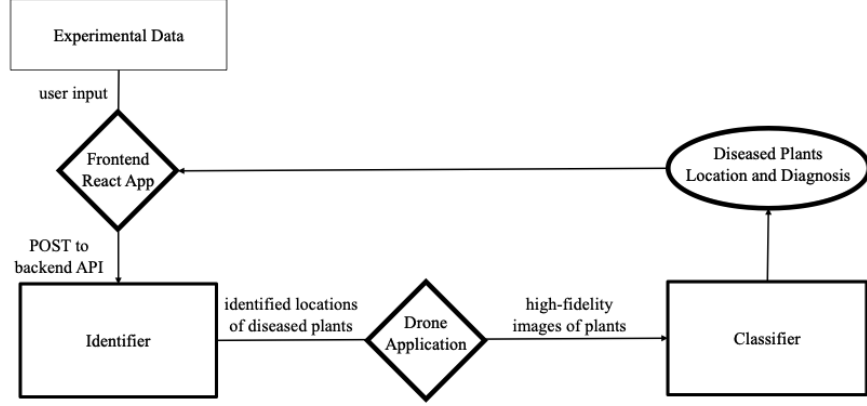 Experimental Data
user input
Frontend
React App
Diseased Plants
Location and Diagnosis
POST to
backend API
identified locations
of diseased plants
high-fidelity
images of plants
Identifier
Drone
Application
Classifier